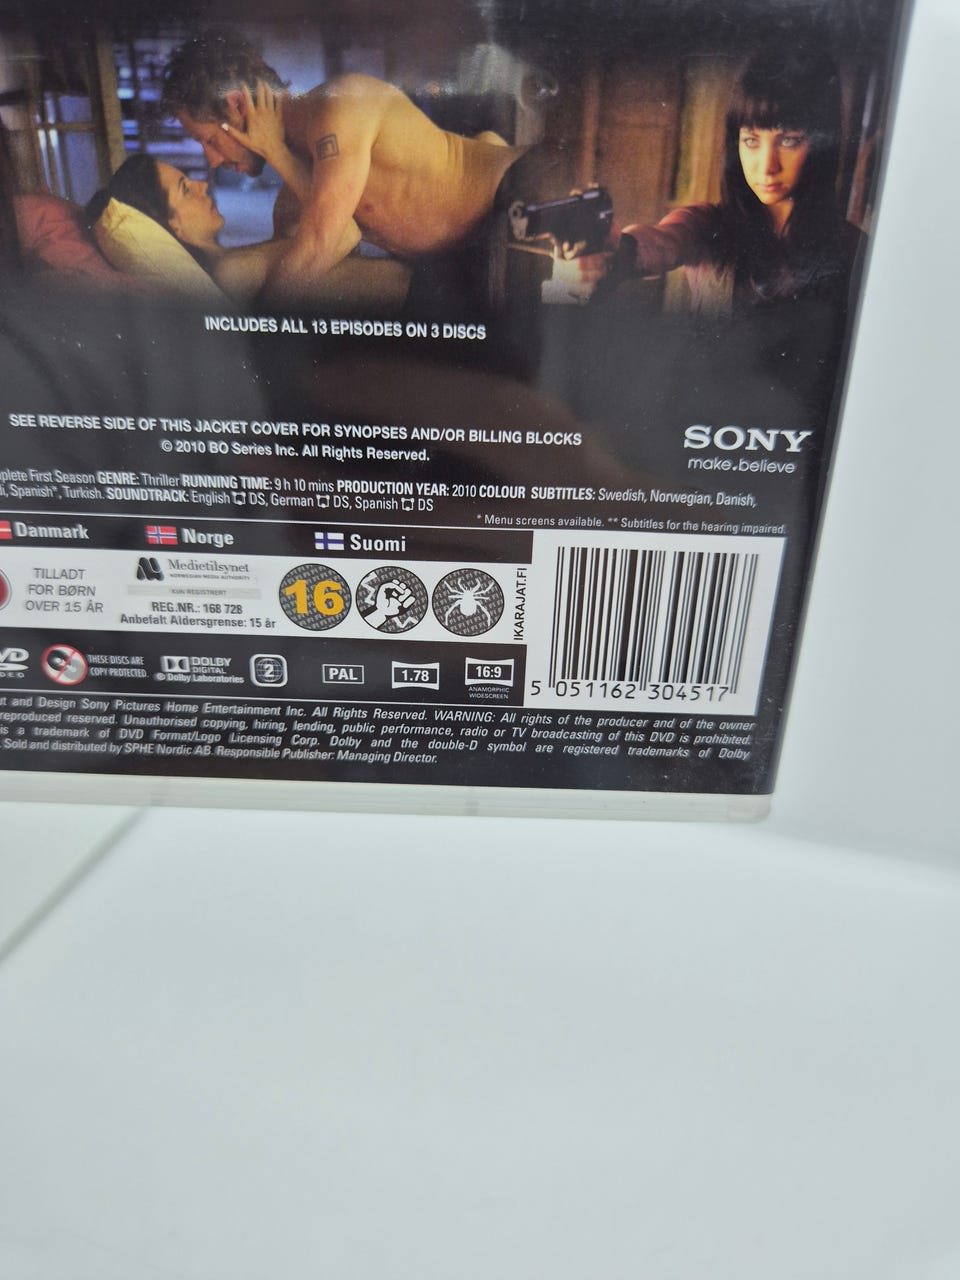 INCLUDES ALL 13 EPISODES ON 3 DISCS
SEE REVERSE SIDE OF THIS JACKET COVER FOR SYNOPSES AND/OR BILLING BLOCKS
© 2010 BO Series Inc. All Rights Reserved.
SONY
make.believe
plete First Season GENRE: Thriller RUNNING TIME: 9 h 10 mins PRODUCTION YEAR: 2010 COLOUR SUBTITLES: Swedish, Norwegian, Danish,
i, Spanish*, Turkish. SOUNDTRACK: English DS, German DS, Spanish DS
* Menu screens available. ** Subtitles for the hearing impaired.
Danmark
Norge
Suomi
TILLADT
FOR BØRN
OVER 15 ÅR
Medietilsynet
NORWEGIAN MEDIA AUTHORITY
KUN REGISTRERT
REG.NR.: 168 728
Anbefalt Aldersgrense: 15 år
16
IKARAJAT.FI
THESE DISCS ARE
COPY PROTECTED.
DOLBY
DIGITAL
© Dolby Laboratories
2
PAL
1.78
16:9
ANAMORPHIC
WIDESCREEN
5 051162 304517
ut and Design Sony Pictures Home Entertainment Inc. All Rights Reserved. WARNING: All rights of the producer and of the owner
reproduced reserved. Unauthorised copying, hiring, lending, public performance, radio or TV broadcasting of this DVD is prohibited.
is a trademark of DVD Format/Logo Licensing Corp. Dolby and the double-D symbol are registered trademarks of Dolby
. Sold and distributed by SPHE Nordic AB. Responsible Publisher: Managing Director.